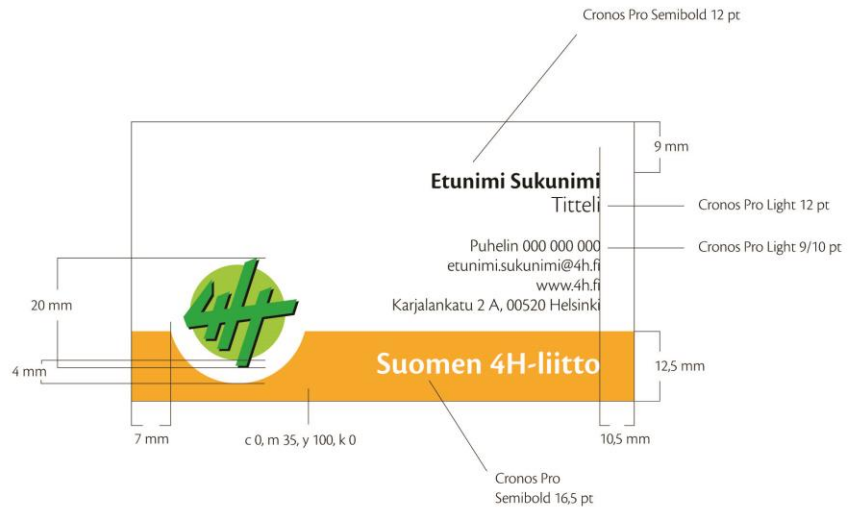 Cronos Pro Semibold 12 pt
9 mm
Etunimi Sukunimi
Titteli
Cronos Pro Light 12 pt
Puhelin 000 000 000
Cronos Pro Light 9/10 pt
etunimi.sukunimi@4h.fi
www.4h.fi
Karjalankatu 2 A, 00520 Helsinki
20 mm
4H
Suomen 4H-liitto
12,5 mm
4 mm
7 mm
c 0, m 35, y 100, k 0
10,5 mm
Cronos Pro
Semibold 16,5 pt